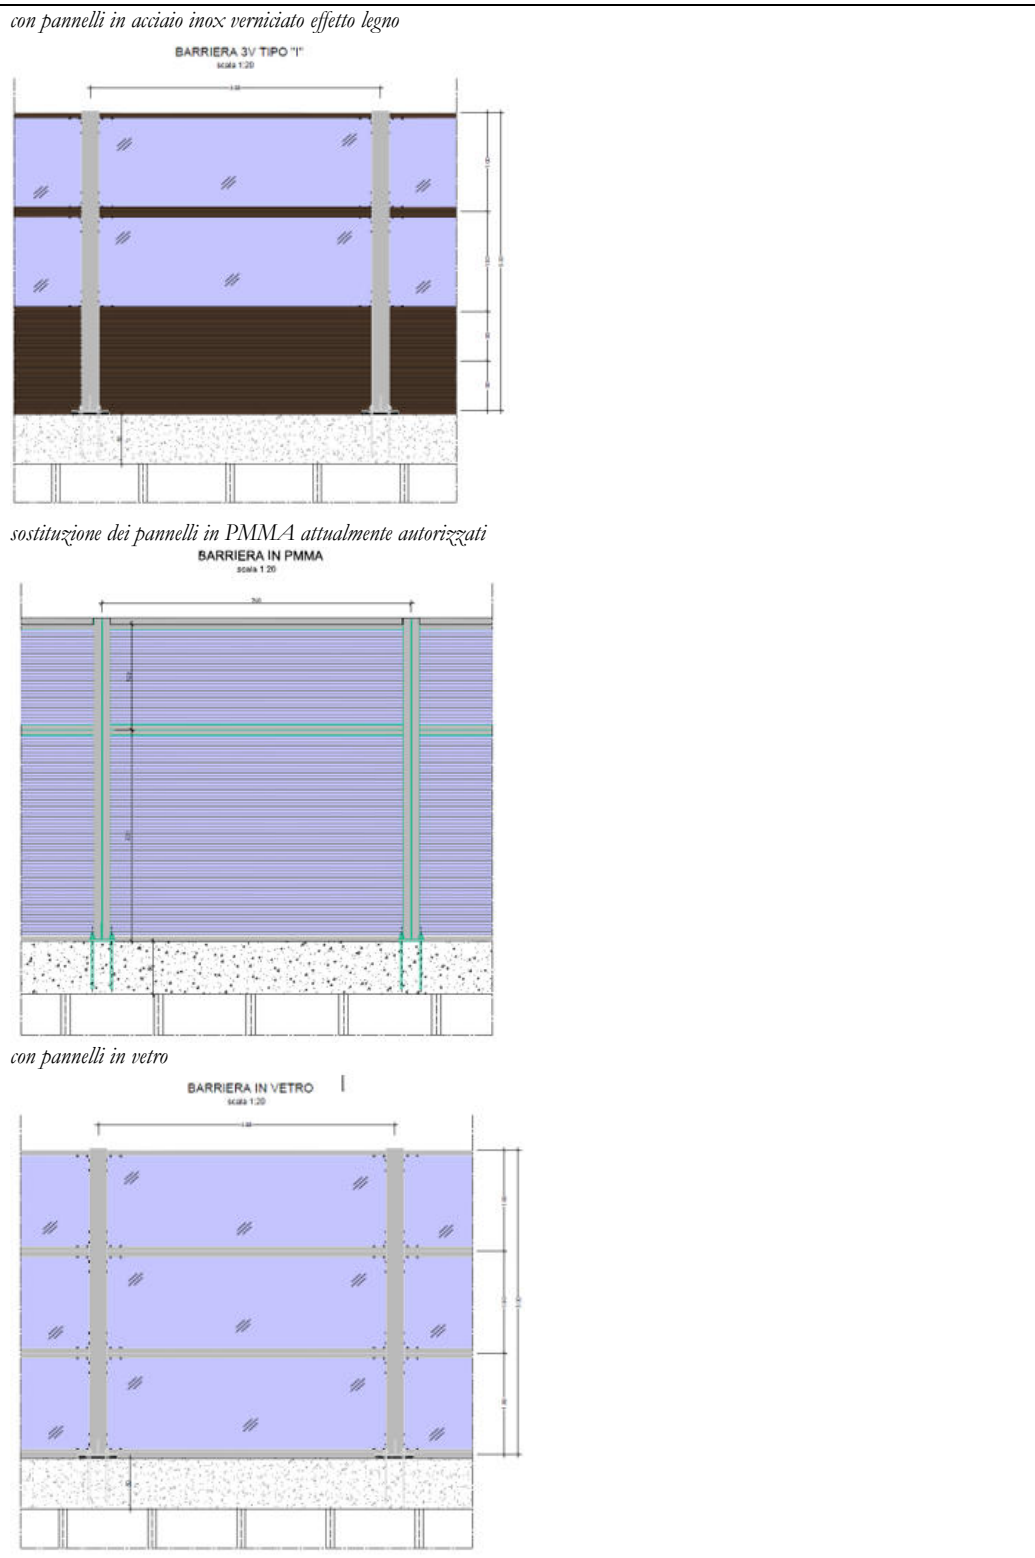 con pannelli in acciaio inox verniciato effetto legno
BARRIERA 3V TIPO "I"
scala 1:20
sostituzione dei pannelli in PMMA attualmente autorizzati
BARRIERA IN PMMA
scala 1:20
con pannelli in vetro
BARRIERA IN VETRO
scala 1:20